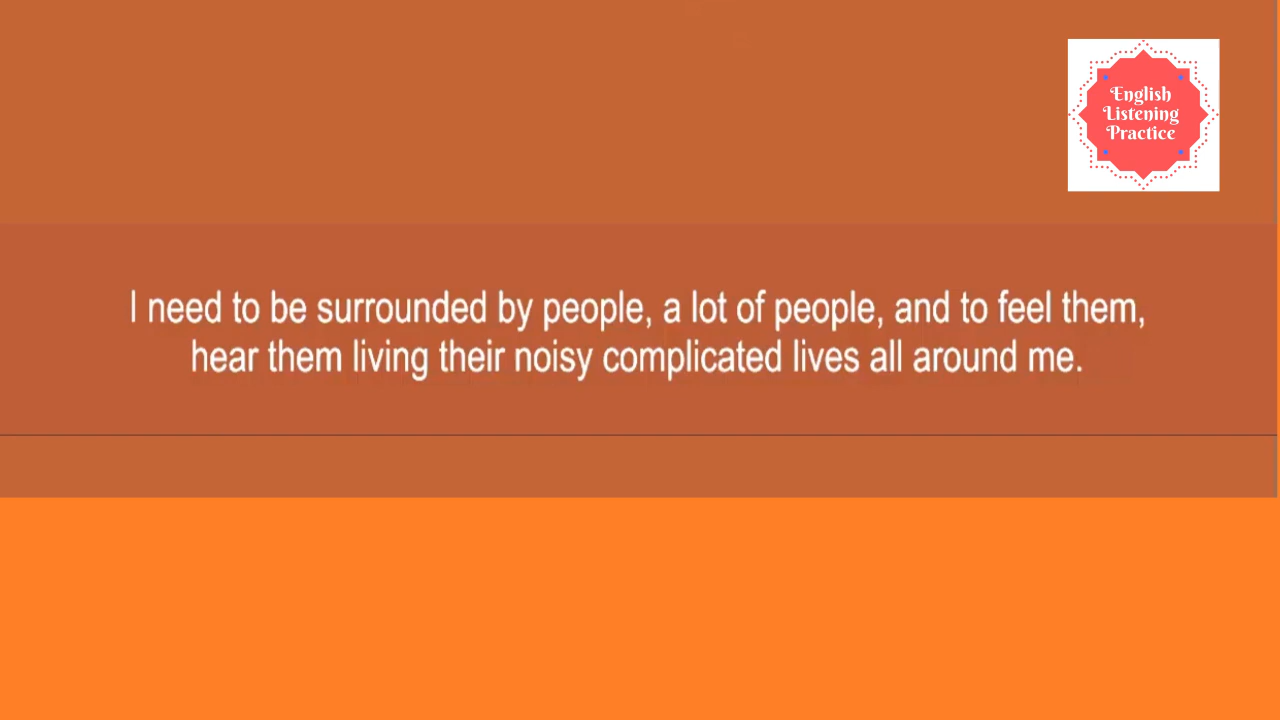 English
Listening
Practice
I need to be surrounded by people, a lot of people, and to feel them,
hear them living their noisy complicated lives all around me.